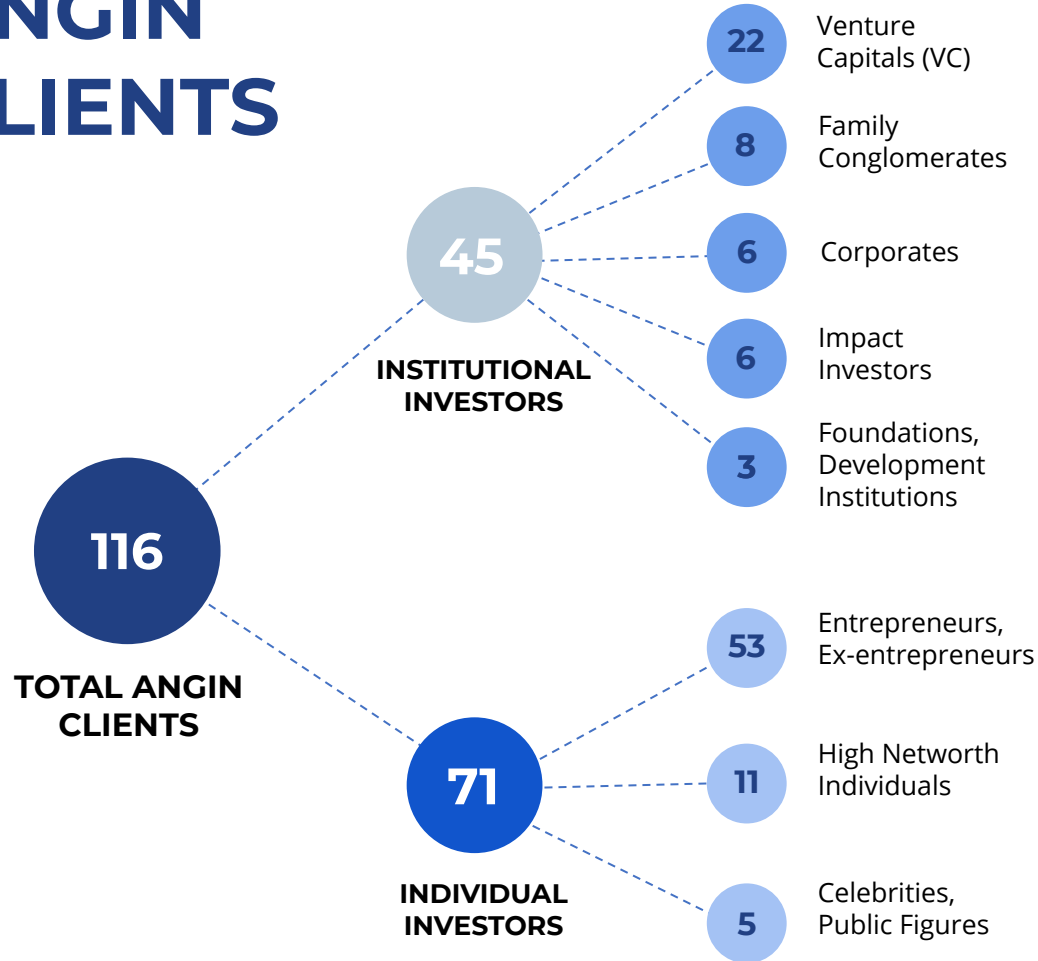 NGIN
LIENTS
22
Venture
Capitals (VC)
8
Family
Conglomerates
45
6
Corporates
INSTITUTIONAL
INVESTORS
6
Impact
Investors
3
Foundations,
Development
Institutions
116
TOTAL ANGIN
CLIENTS
53
Entrepreneurs,
Ex-entrepreneurs
71
11
High Networth
Individuals
INDIVIDUAL
INVESTORS
5
Celebrities,
Public Figures